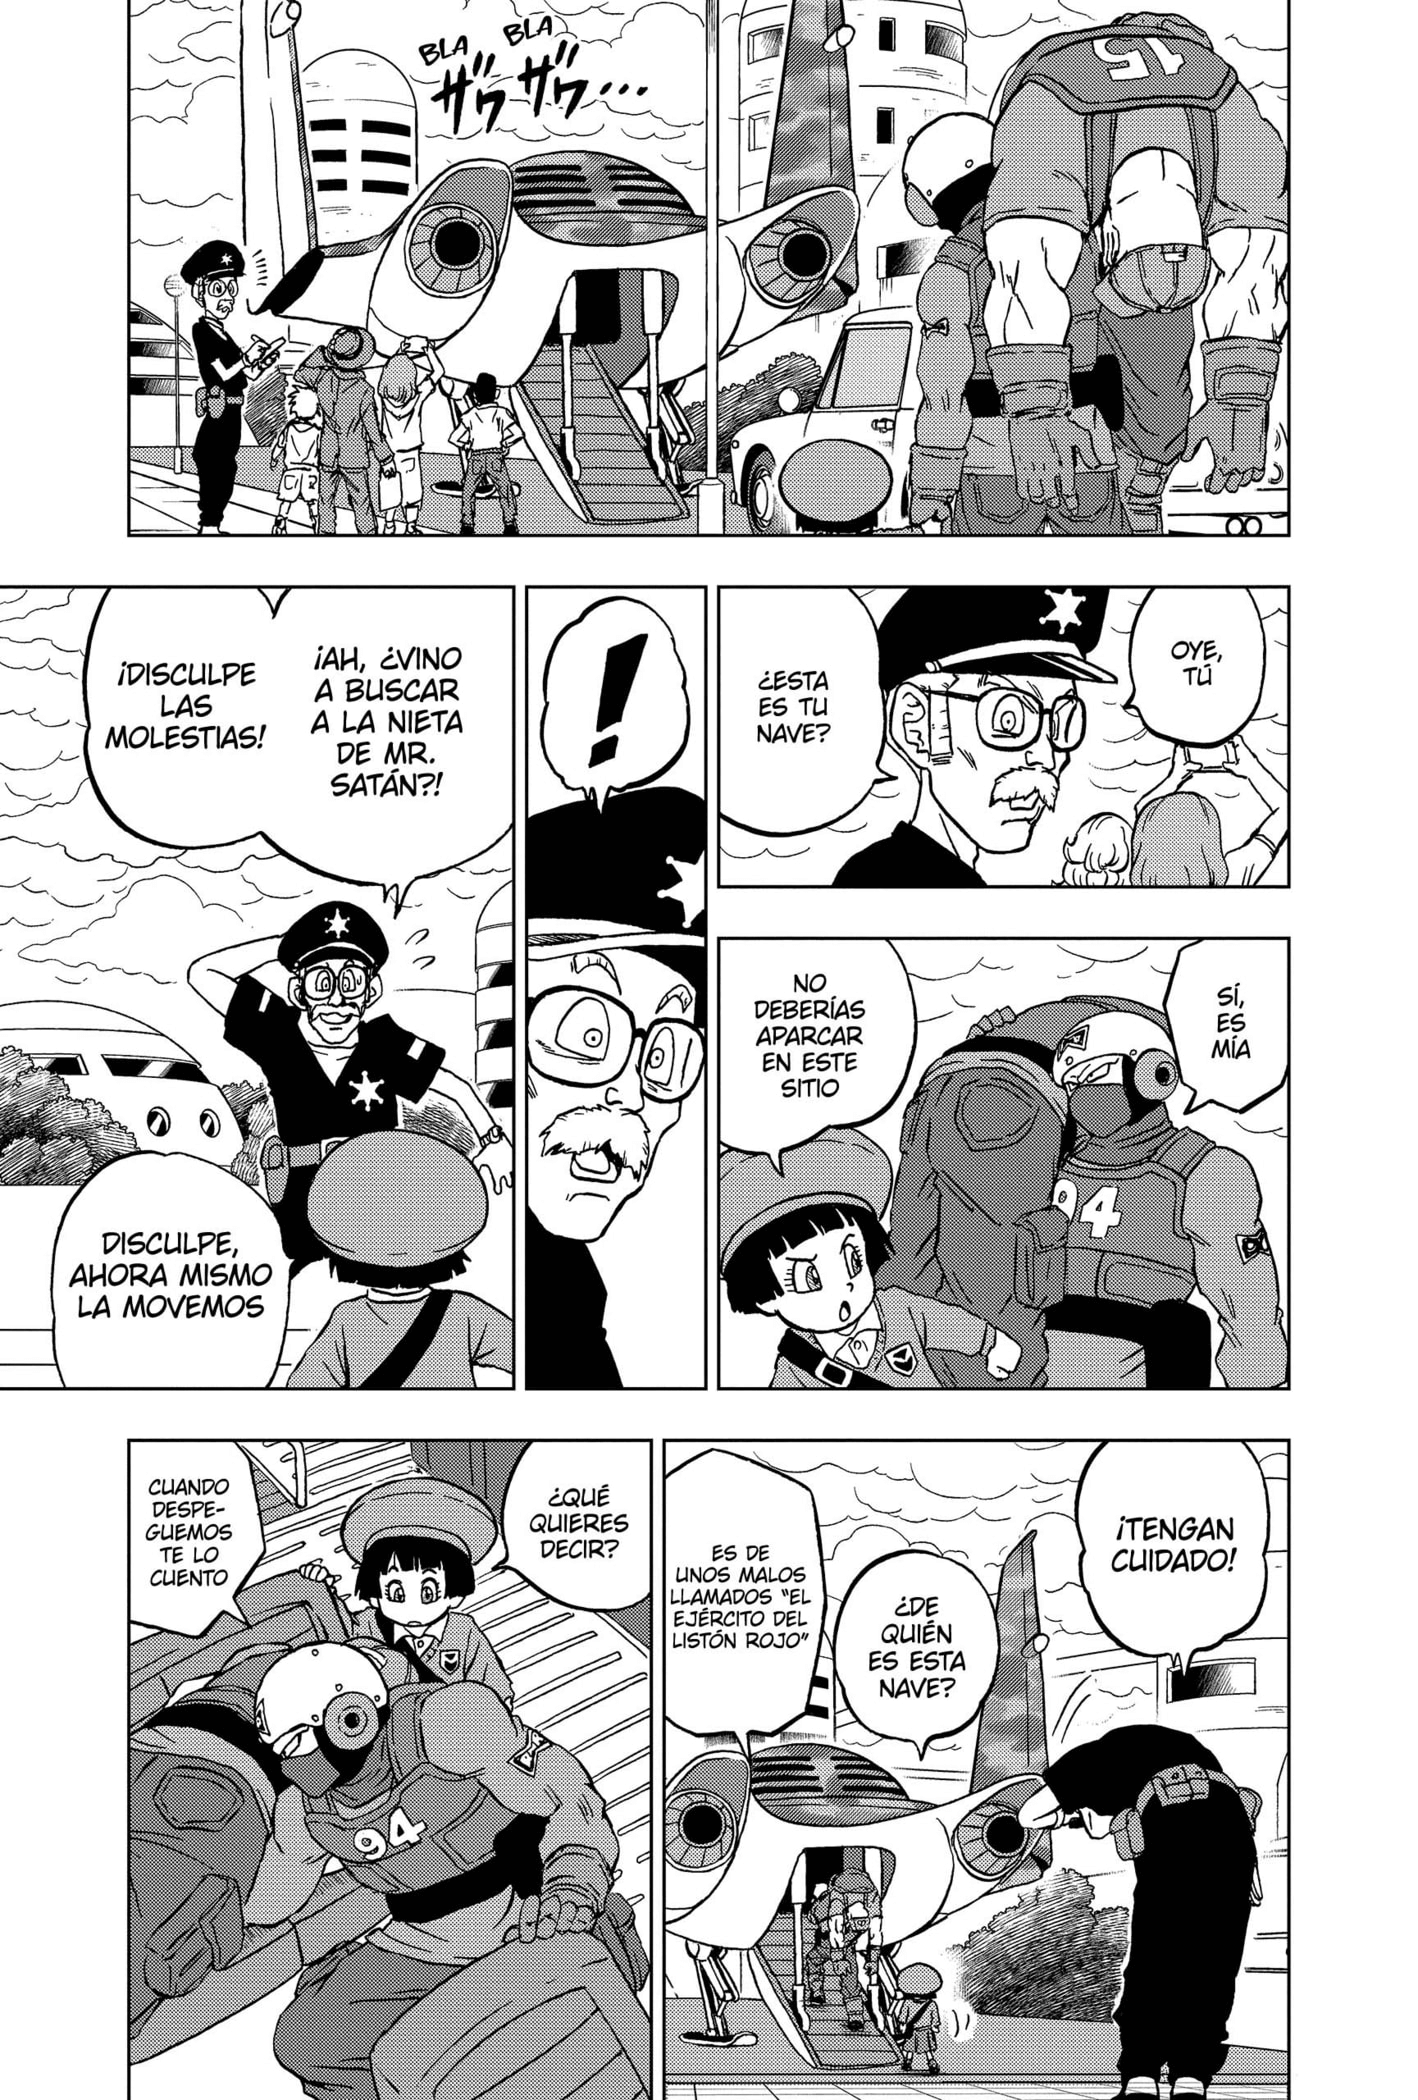 BLA
BLA
ザワ
ザワ...
15
OYE,
TÚ
¿ESTA
ES TU
NAVE?
SÍ,
ES
MÍA
NO
DEBERÍAS
APARCAR
EN ESTE
SITIO
94
!
¡AH, ¿VINO
A BUSCAR
A LA NIETA
DE MR.
SATÁN?!
¡DISCULPE
LAS
MOLESTIAS!
DISCULPE,
AHORA MISMO
LA MOVEMOS
¡TENGAN
CUIDADO!
¿DE
QUIÉN
ES ESTA
NAVE?
ES DE
UNOS MALOS
LLAMADOS "EL
EJÉRCITO DEL
LISTÓN ROJO"
¿QUÉ
QUIERES
DECIR?
CUANDO
DESPE-
GUEMOS
TE LO
CUENTO
94